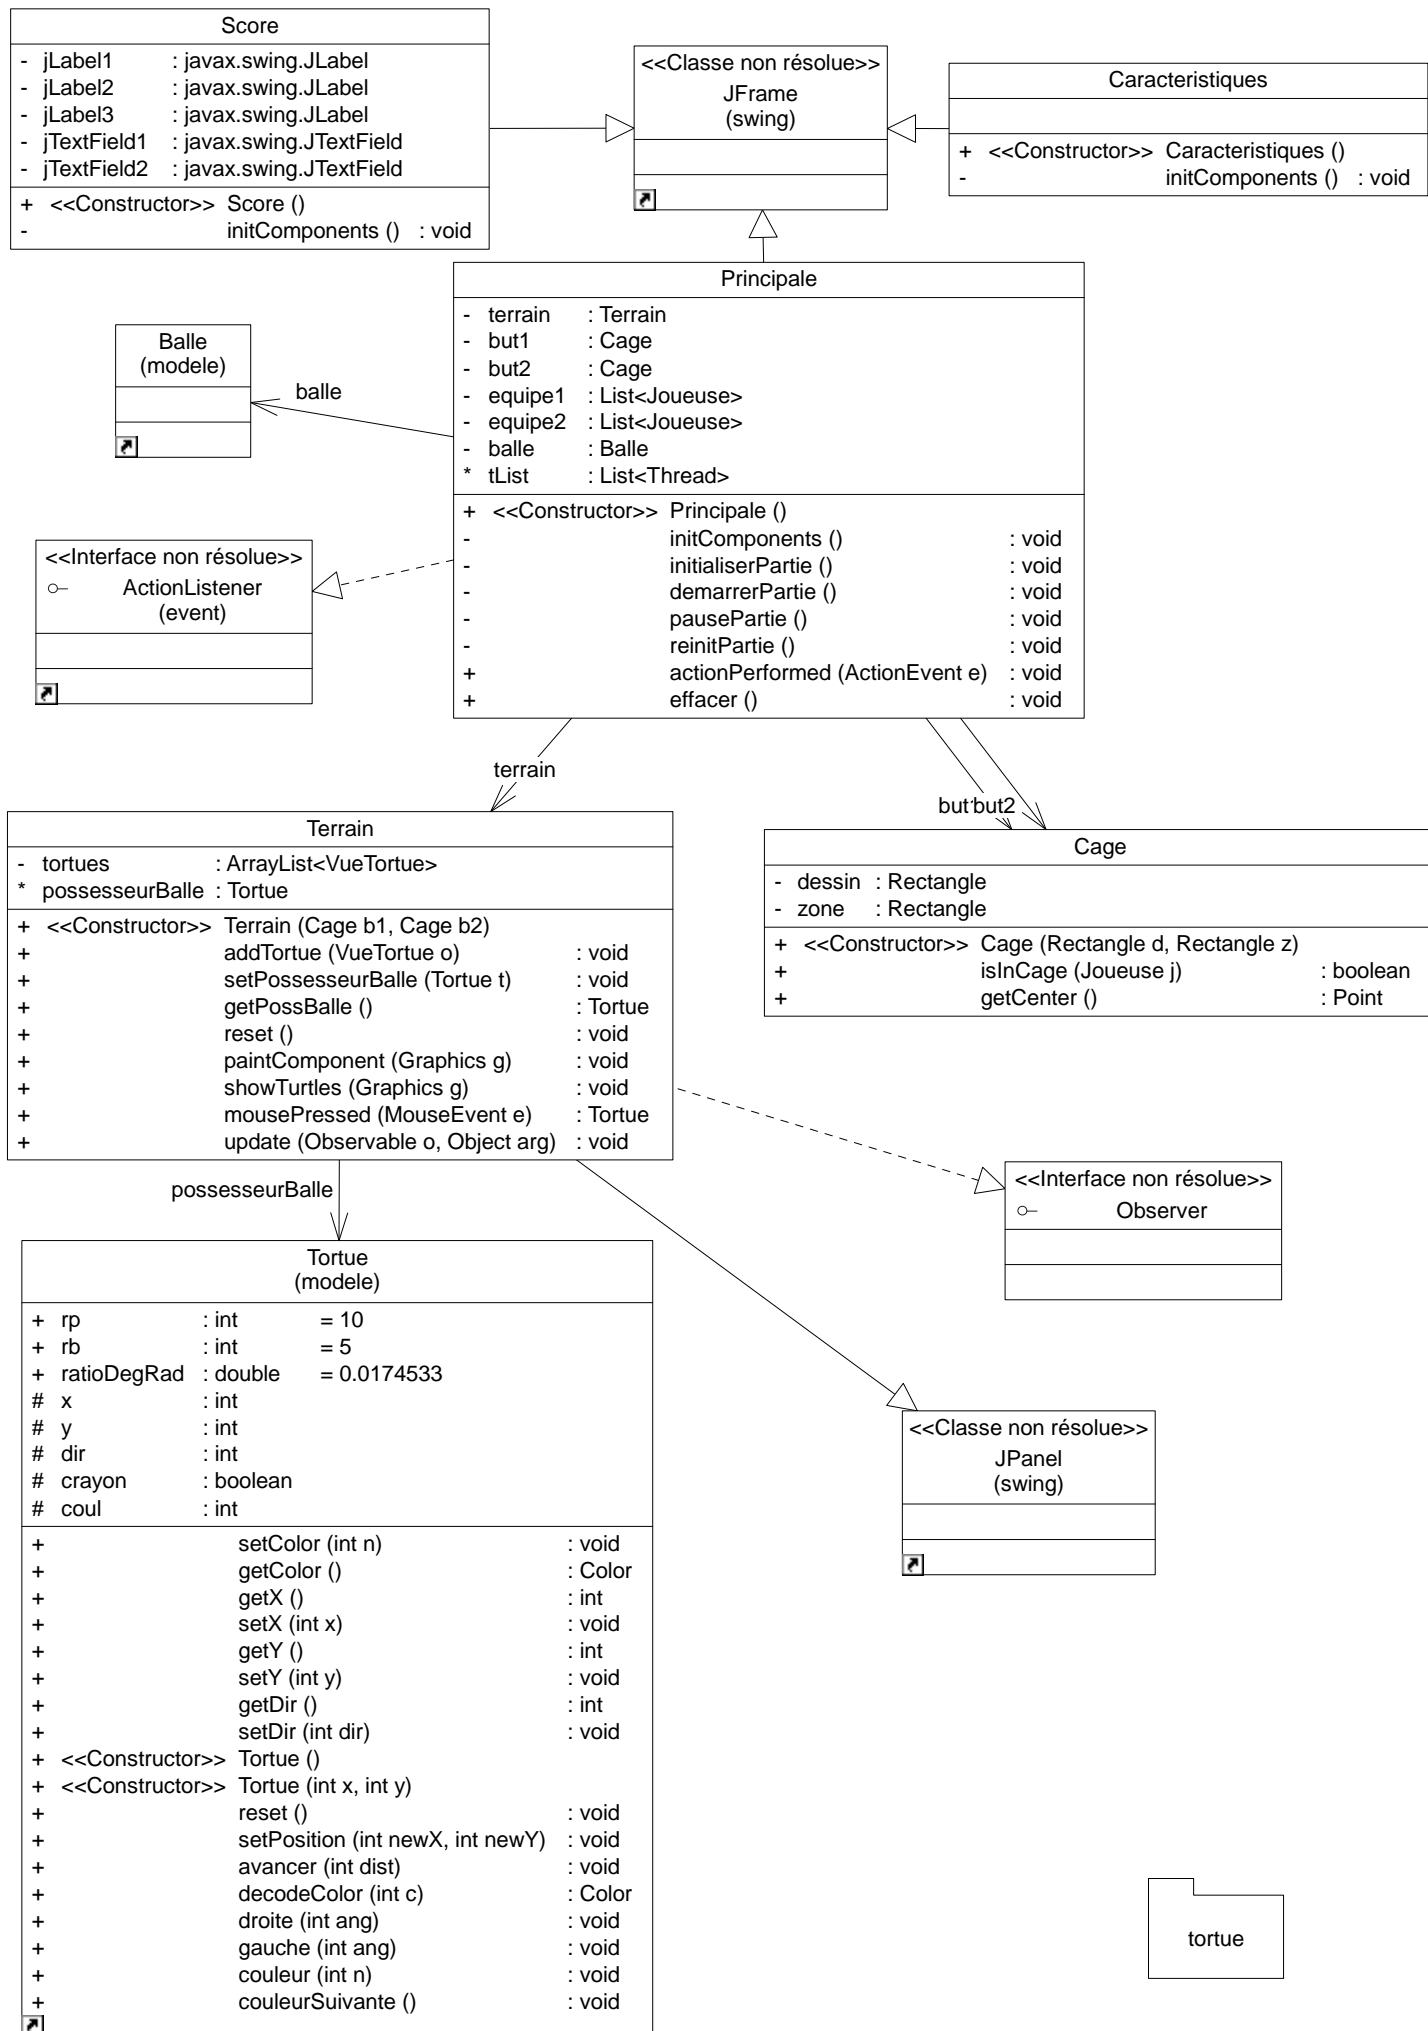 Score
- jLabel1 : javax.swing.JLabel
- jLabel2 : javax.swing.JLabel
- jLabel3 : javax.swing.JLabel
- jTextField1 : javax.swing.JTextField
- jTextField2 : javax.swing.JTextField
+ <<Constructor>> Score ()
- initComponents () : void
<<Classe non résolue>>
JFrame
(swing)
Caracteristiques
+ <<Constructor>> Caracteristiques ()
- initComponents () : void
Principale
- terrain : Terrain
- but1 : Cage
- but2 : Cage
- equipe1 : List<Joueuse>
- equipe2 : List<Joueuse>
- balle : Balle
* tList : List<Thread>
+ <<Constructor>> Principale ()
- initComponents () : void
- initialiserPartie () : void
- demarrerPartie () : void
- pausePartie () : void
- reinitPartie () : void
+ actionPerformed (ActionEvent e) : void
+ effacer () : void
Balle
(modele)
balle
<<Interface non résolue>>
ActionListener
(event)
terrain
but but2
Terrain
- tortues : ArrayList<VueTortue>
* possesseurBalle : Tortue
+ <<Constructor>> Terrain (Cage b1, Cage b2)
+ addTortue (VueTortue o) : void
+ setPossesseurBalle (Tortue t) : void
+ getPossBalle () : Tortue
+ reset () : void
+ paintComponent (Graphics g) : void
+ showTurtles (Graphics g) : void
+ mousePressed (MouseEvent e) : Tortue
+ update (Observable o, Object arg) : void
Cage
- dessin : Rectangle
- zone : Rectangle
+ <<Constructor>> Cage (Rectangle d, Rectangle z)
+ isInCage (Joueuse j) : boolean
+ getCenter () : Point
possesseurBalle
<<Interface non résolue>>
Observer
Tortue
(modele)
+ rp : int = 10
+ rb : int = 5
+ ratioDegRad : double = 0.0174533
# x : int
# y : int
# dir : int
# crayon : boolean
# coul : int
+ setColor (int n) : void
+ getColor () : Color
+ getX () : int
+ setX (int x) : void
+ getY () : int
+ setY (int y) : void
+ getDir () : int
+ setDir (int dir) : void
+ <<Constructor>> Tortue ()
+ <<Constructor>> Tortue (int x, int y)
+ reset () : void
+ setPosition (int newX, int newY) : void
+ avancer (int dist) : void
+ decodeColor (int c) : Color
+ droite (int ang) : void
+ gauche (int ang) : void
+ couleur (int n) : void
+ couleurSuivante () : void
<<Classe non résolue>>
JPanel
(swing)
tortue